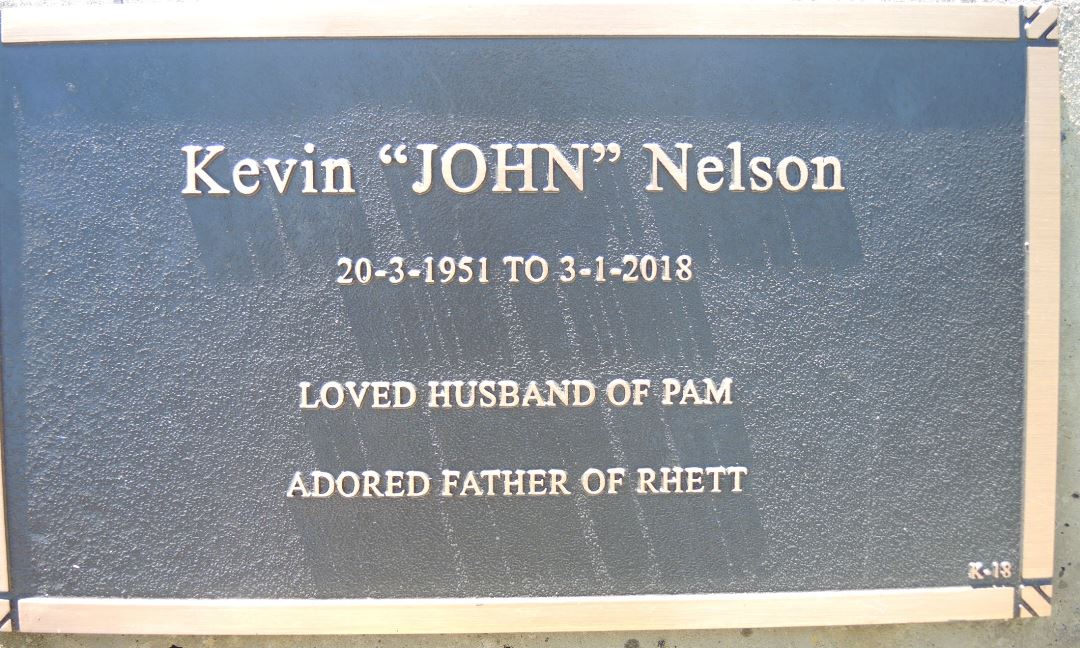 Kevin “JOHN” Nelson
20-3-1951 TO 3-1-2018
LOVED HUSBAND OF PAM
ADORED FATHER OF RHETT
K-18